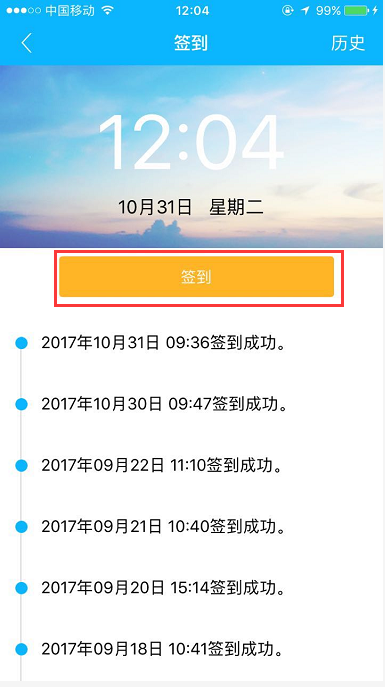 中国移动 12:04 99%
签到 历史
12:04
10月31日 星期二
签到
2017年10月31日 09:36签到成功。
2017年10月30日 09:47签到成功。
2017年09月22日 11:10签到成功。
2017年09月21日 10:40签到成功。
2017年09月20日 15:14签到成功。
2017年09月18日 10:41签到成功。